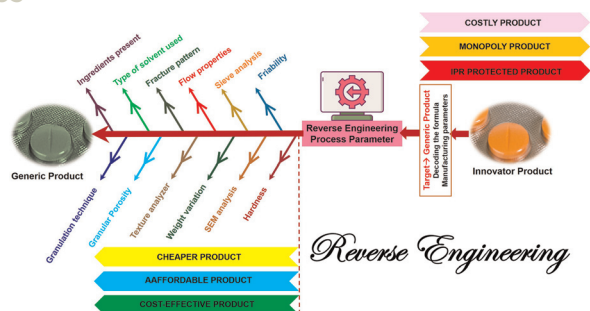 COSTLY PRODUCT
MONOPOLY PRODUCT
IPR PROTECTED PRODUCT
Ingredients present
Type of solvent used
Fracture pattern
Flow properties
Sieve analysis
Friability
Reverse Engineering
Process Parameter
Target→ Generic Product
Decoding the formula
Manufacturing parameters
Generic Product
Innovator Product
Granulation technique
Granular Porosity
Texture analyzer
Weight variation
SEM analysis
Hardness
Reverse Engineering
CHEAPER PRODUCT
AAFFORDABLE PRODUCT
COST-EFFECTIVE PRODUCT